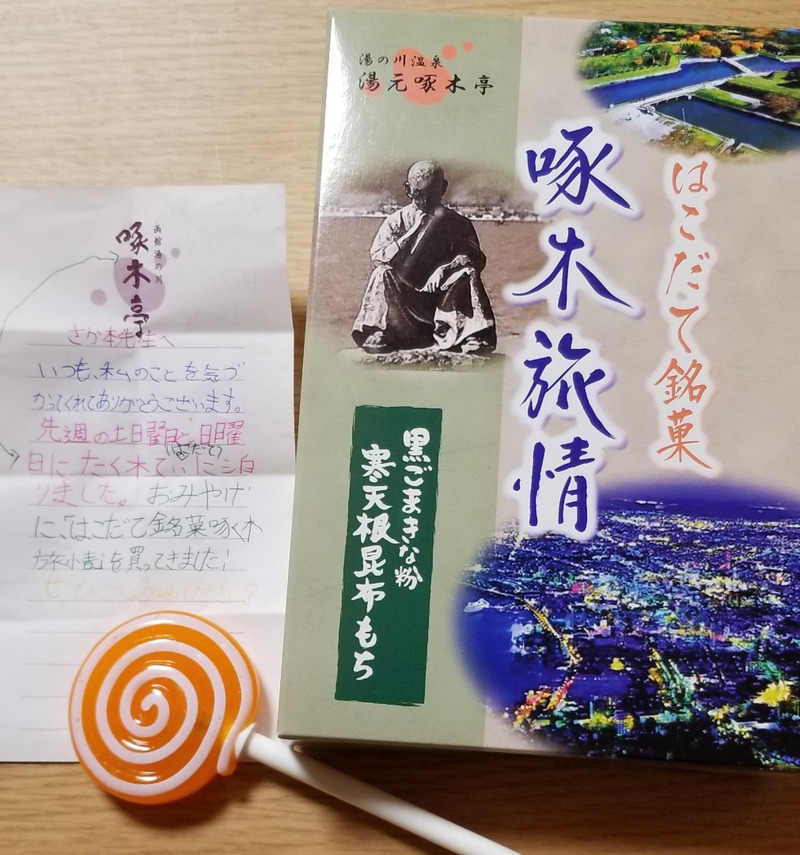 函館湯の川
啄木亭
さか本先生へ
いつも、私のことを気づ
かってくれてありがとうございます。
先週の土曜日と日曜
日にたく木ていに泊
りました。おみやげ
に、「はこだて銘菓啄く木
旅情」を買ってきました!
湯の川温泉
湯元啄木亭
はこだて銘菓
啄木旅情
黒ごまきな粉
寒天根昆布もち